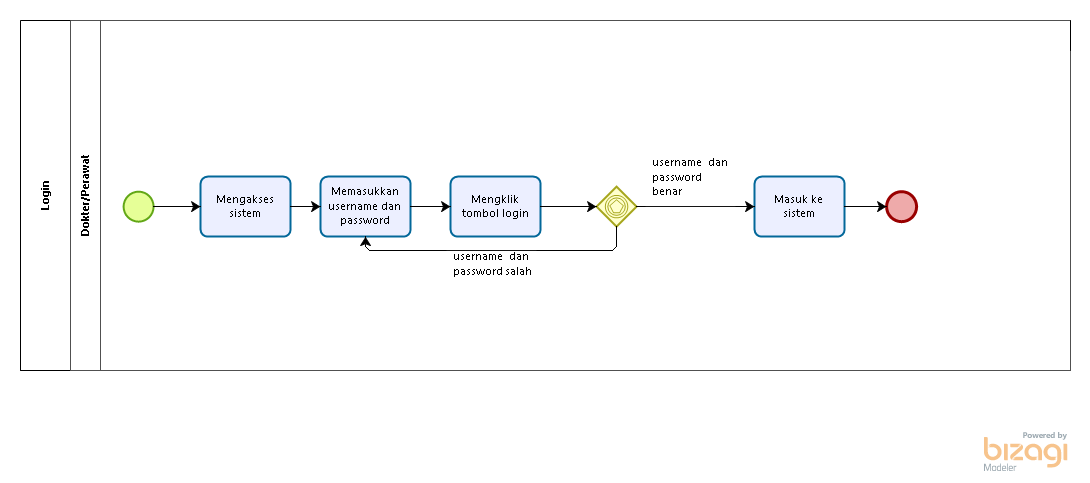 Login
Dokter/Perawat
Mengakses
sistem
Memasukkan
username dan
password
Mengklik
tombol login
username dan
password
benar
Masuk ke
sistem
username dan
password salah
Powered by
bizagi
Modeler